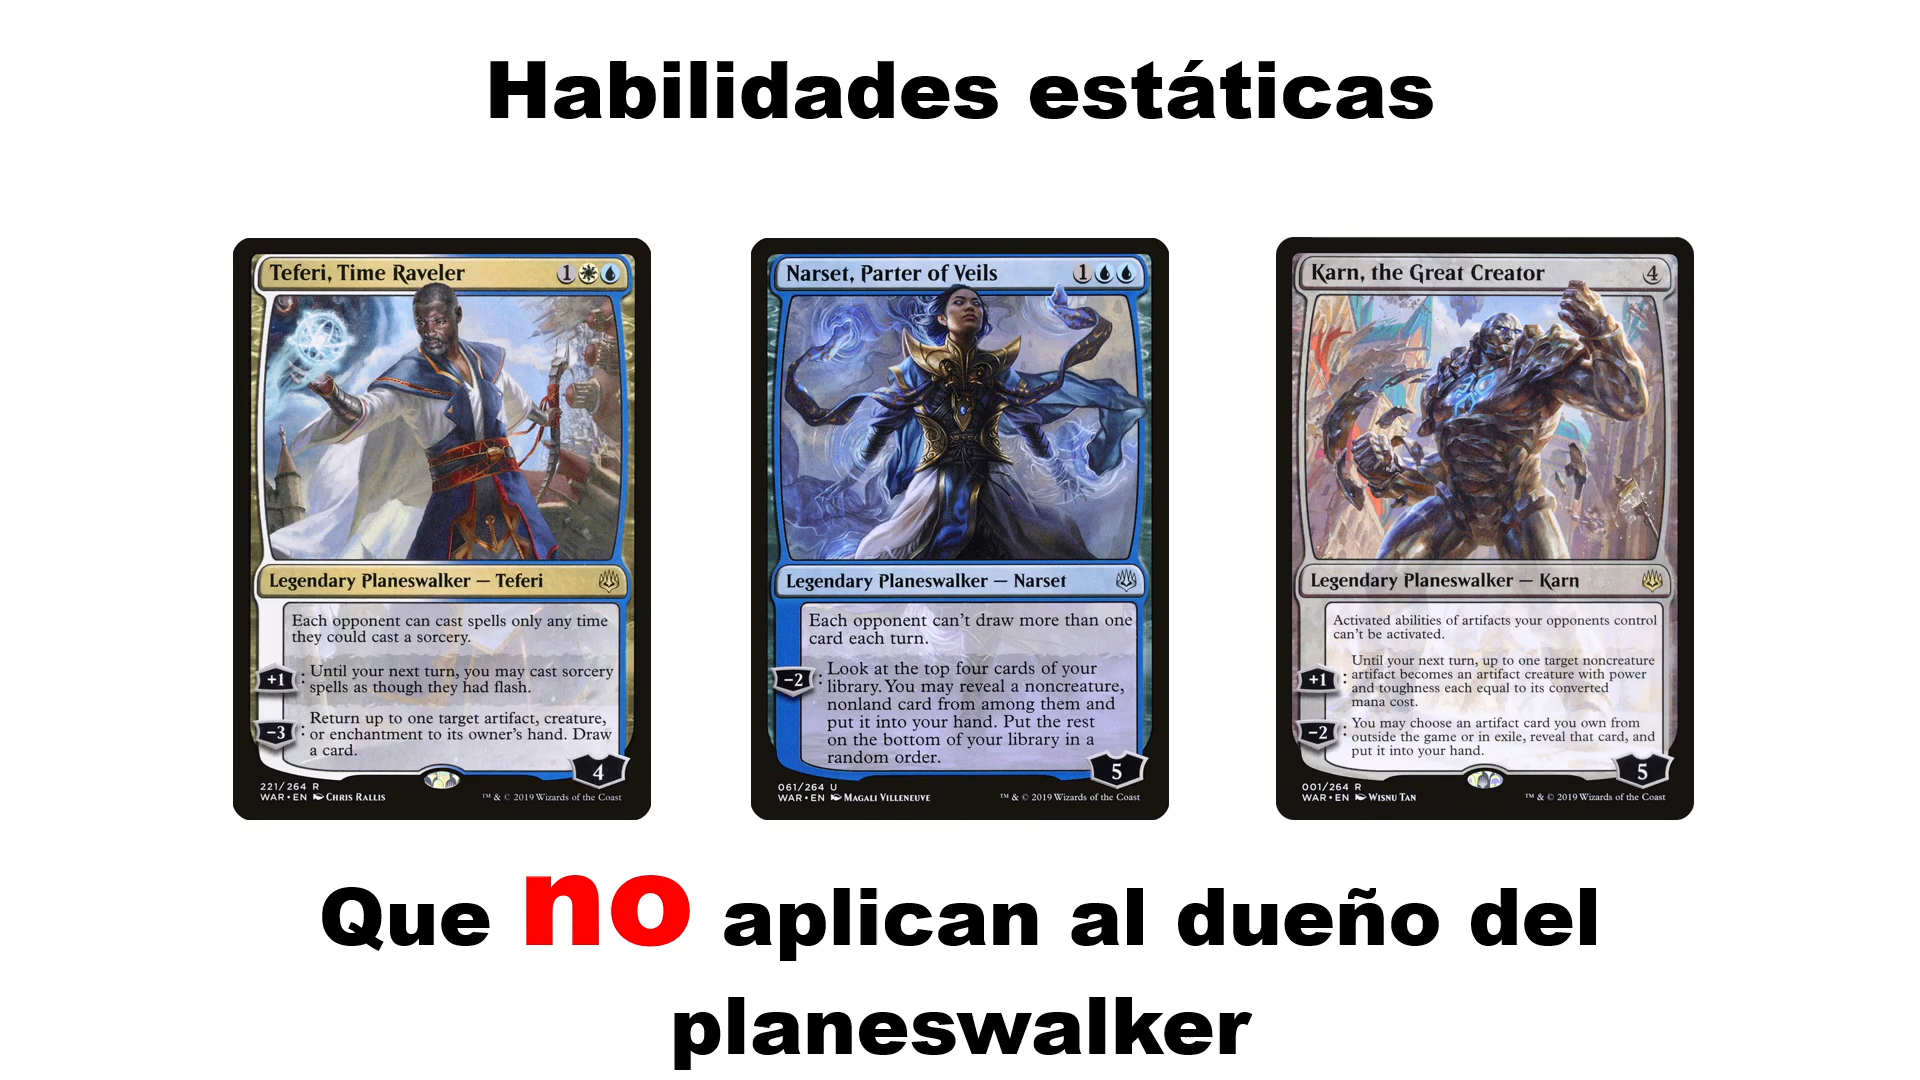 Habilidades estáticas
Teferi, Time Raveler 1
Legendary Planeswalker — Teferi
Each opponent can cast spells only any time
they could cast a sorcery.
+1: Until your next turn, you may cast sorcery
spells as though they had flash.
−3: Return up to one target artifact, creature,
or enchantment to its owner's hand. Draw
a card.
4
221/264 R
WAR • EN Chris Rallis
™ & © 2019 Wizards of the Coast
Narset, Parter of Veils 1
Legendary Planeswalker — Narset
Each opponent can't draw more than one
card each turn.
−2: Look at the top four cards of your
library. You may reveal a noncreature,
nonland card from among them and
put it into your hand. Put the rest
on the bottom of your library in a
random order.
5
061/264 U
WAR • EN Magali Villeneuve
™ & © 2019 Wizards of the Coast
Karn, the Great Creator 4
Legendary Planeswalker — Karn
Activated abilities of artifacts your opponents control
can't be activated.
+1: Until your next turn, up to one target noncreature
artifact becomes an artifact creature with power
and toughness each equal to its converted
mana cost.
−2: You may choose an artifact card you own from
outside the game or in exile, reveal that card, and
put it into your hand.
5
001/264 R
WAR • EN Wisnu Tan
™ & © 2019 Wizards of the Coast
Que no aplican al dueño del
planeswalker